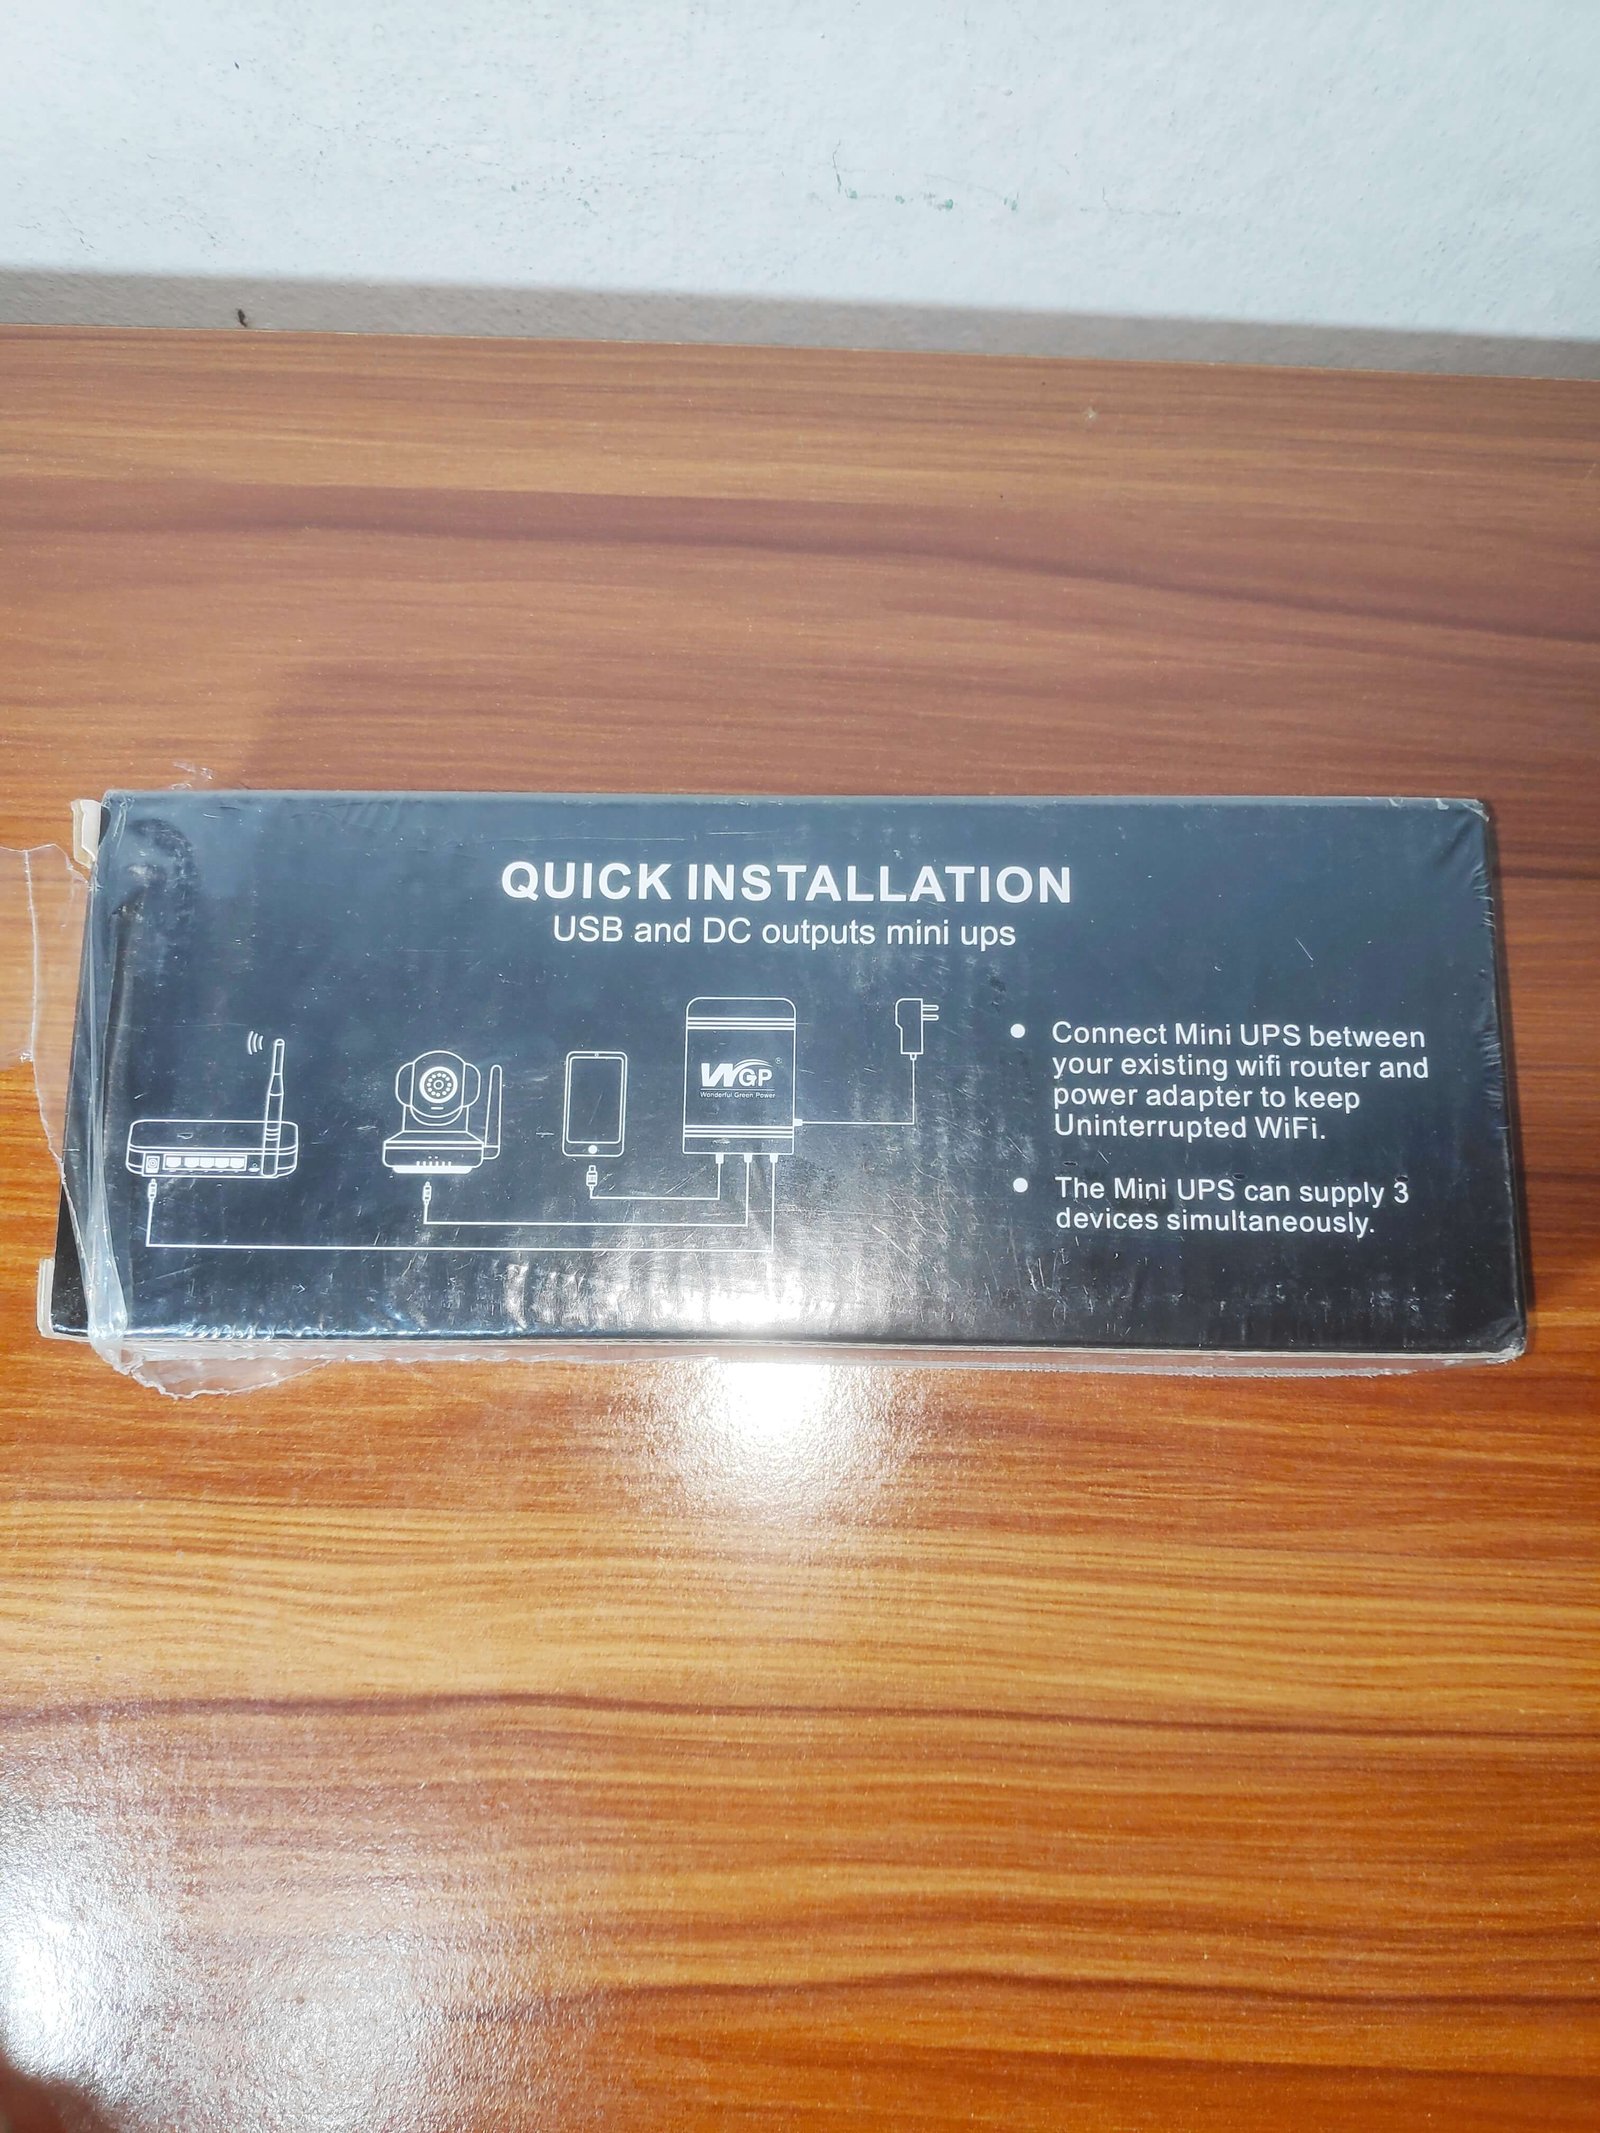 QUICK INSTALLATION
USB and DC outputs mini ups
WGP®
Wonderful Green Power
• Connect Mini UPS between
your existing wifi router and
power adapter to keep
Uninterrupted WiFi.
• The Mini UPS can supply 3
devices simultaneously.